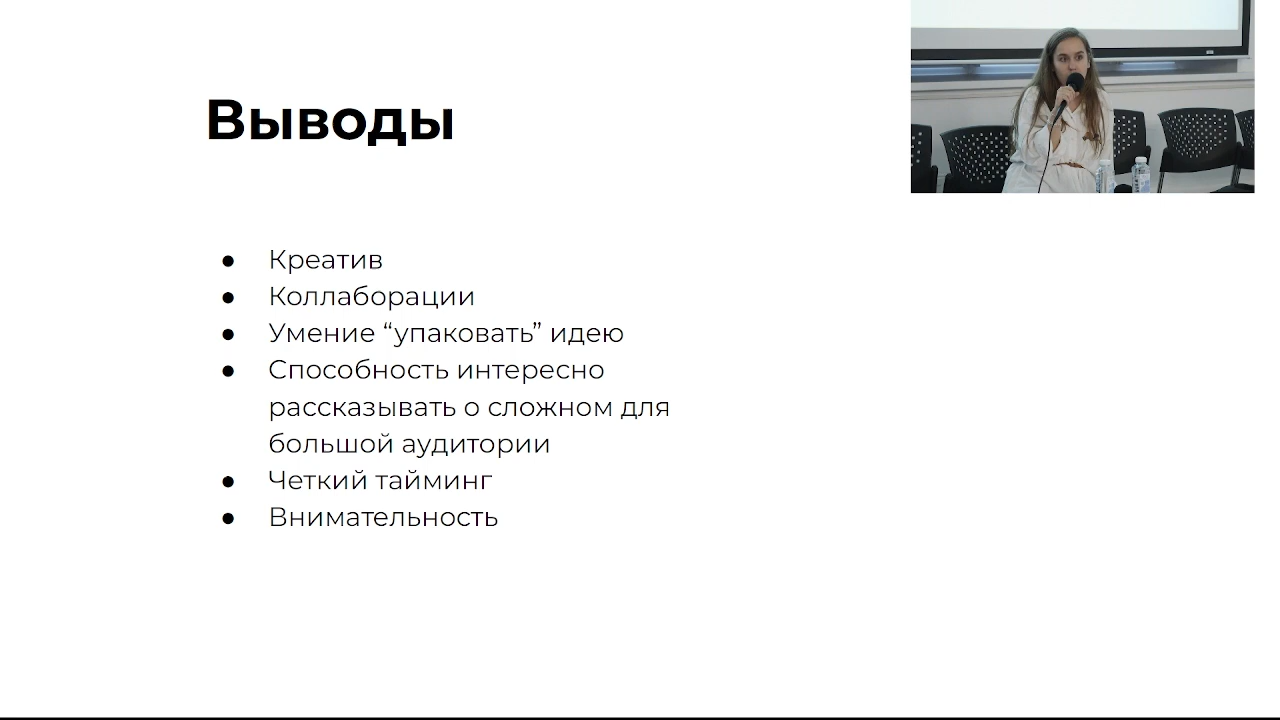 Выводы
● Креатив
● Коллаборации
● Умение “упаковать” идею
● Способность интересно
рассказывать о сложном для
большой аудитории
● Четкий тайминг
● Внимательность